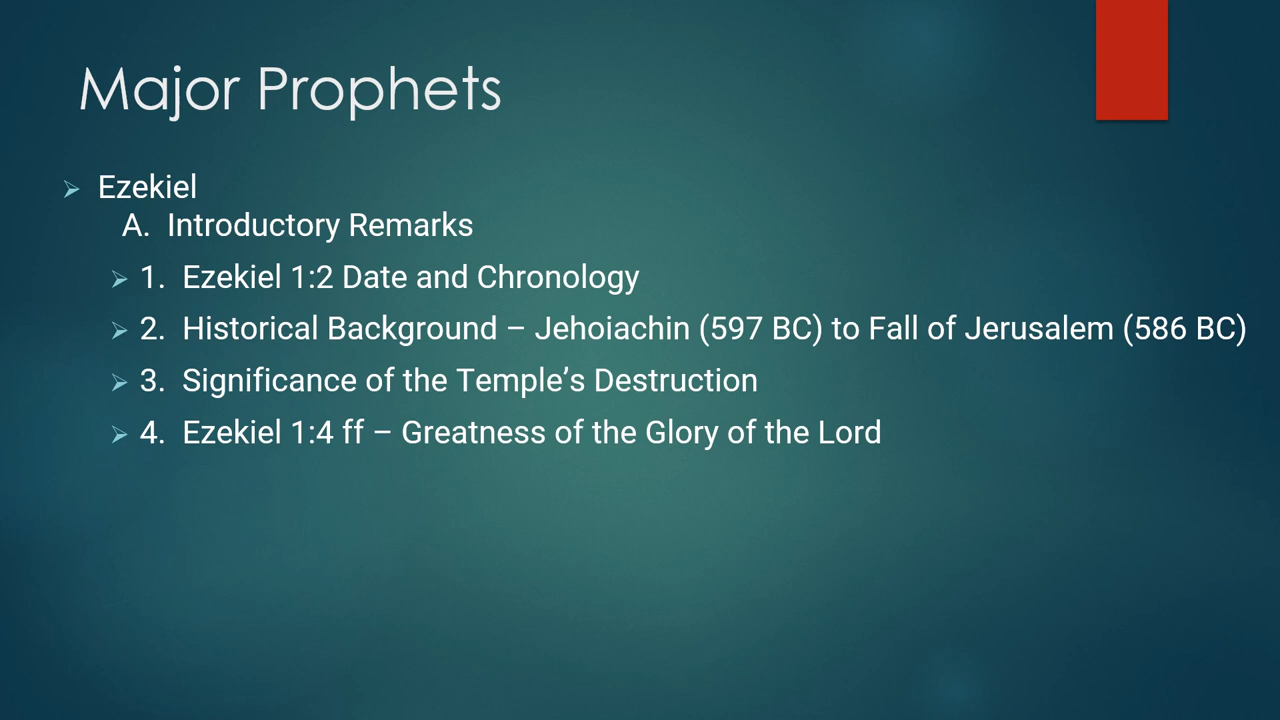 Major Prophets
Ezekiel
A. Introductory Remarks
1. Ezekiel 1:2 Date and Chronology
2. Historical Background – Jehoiachin (597 BC) to Fall of Jerusalem (586 BC)
3. Significance of the Temple’s Destruction
4. Ezekiel 1:4 ff – Greatness of the Glory of the Lord